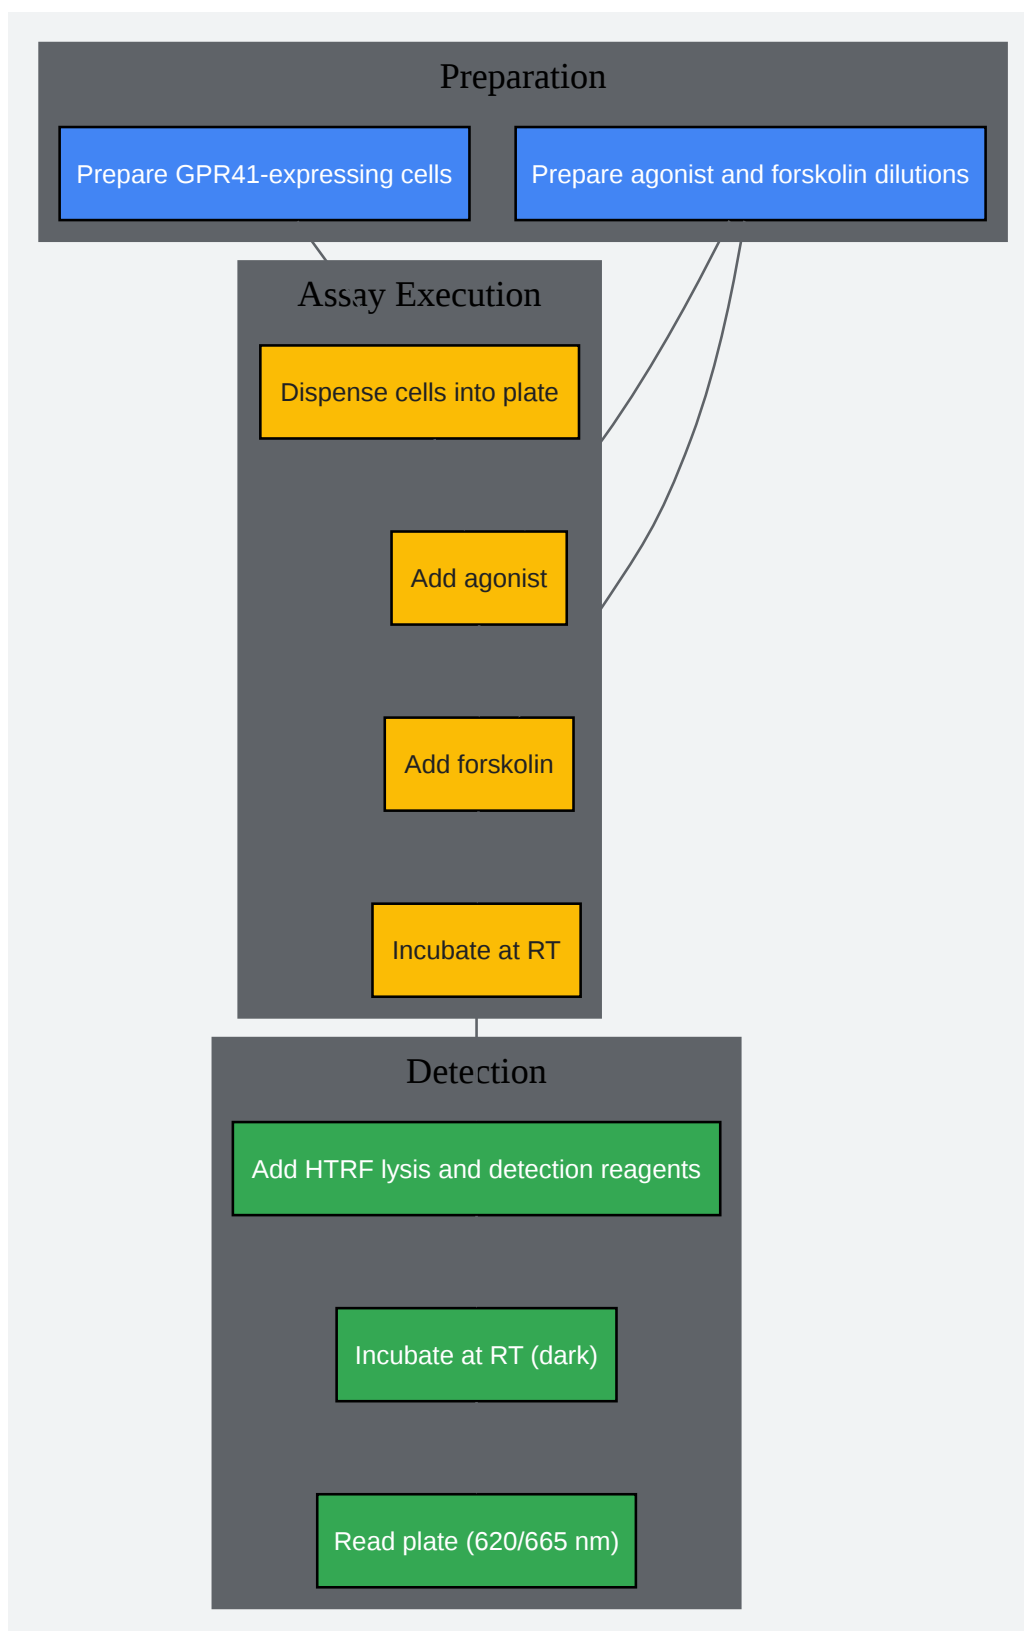 Preparation
Prepare GPR41-expressing cells
Prepare agonist and forskolin dilutions
Assay Execution
Dispense cells into plate
Add agonist
Add forskolin
Incubate at RT
Detection
Add HTRF lysis and detection reagents
Incubate at RT (dark)
Read plate (620/665 nm)